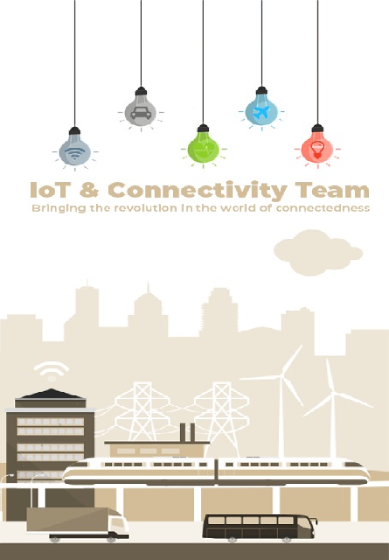 IoT & Connectivity Team
Bringing the revolution in the world of connectedness